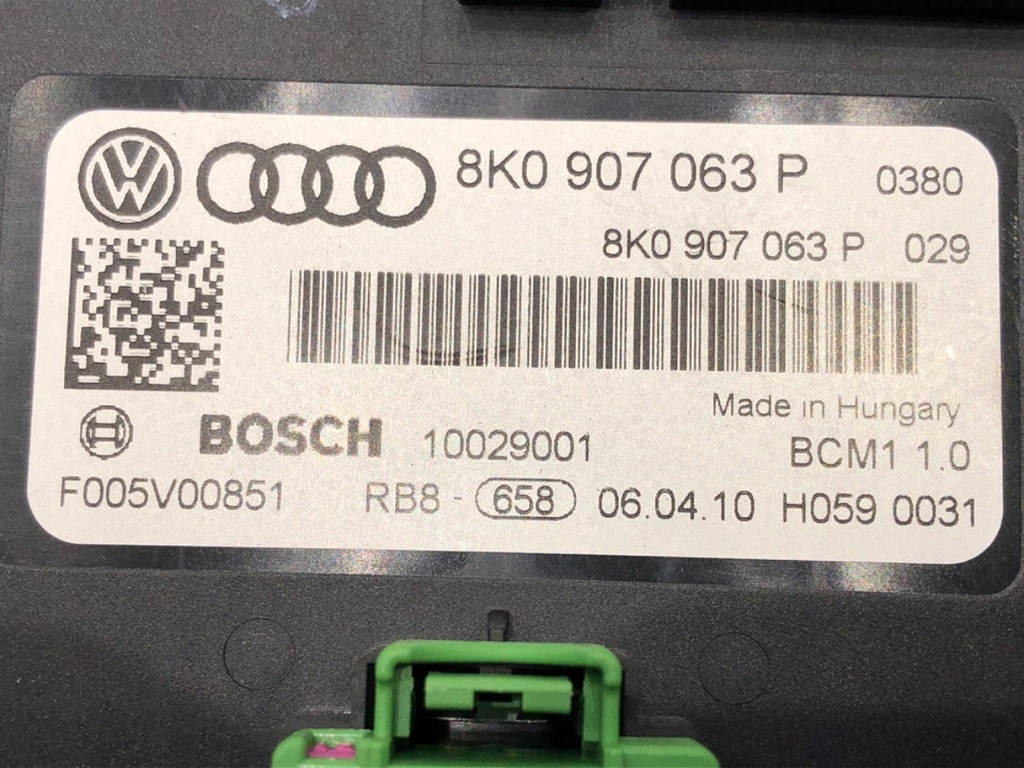 8K0 907 063 P 0380
8K0 907 063 P 029
Made in Hungary
BOSCH 10029001 BCM1 1.0
F005V00851 RB8 - 658 06.04.10 H059 0031